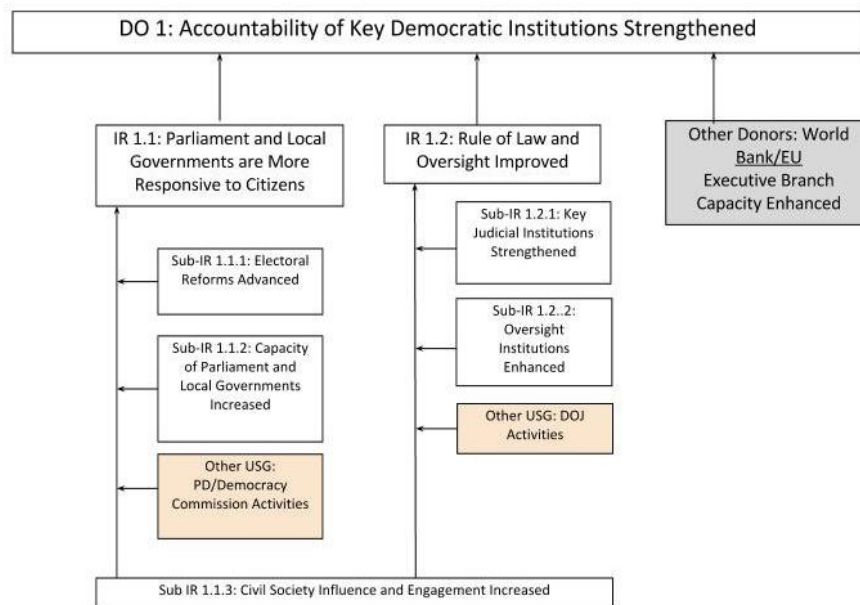 DO 1: Accountability of Key Democratic Institutions Strengthened
IR 1.1: Parliament and Local
Governments are More
Responsive to Citizens
IR 1.2: Rule of Law and
Oversight Improved
Other Donors: World
Bank/EU
Executive Branch
Capacity Enhanced
Sub-IR 1.1.1: Electoral
Reforms Advanced
Sub-IR 1.1.2: Capacity
of Parliament and
Local Governments
Increased
Other USG:
PD/Democracy
Commission Activities
Sub-IR 1.2.1: Key
Judicial Institutions
Strengthened
Sub-IR 1.2..2:
Oversight
Institutions
Enhanced
Other USG: DOJ
Activities
Sub IR 1.1.3: Civil Society Influence and Engagement Increased